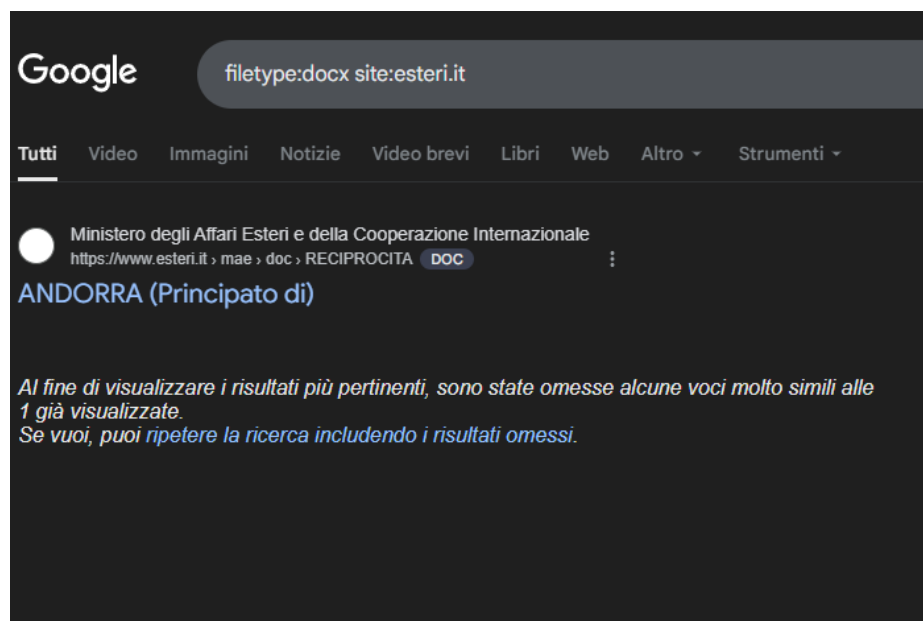 Google
filetype:docx site:esteri.it
Tutti Video Immagini Notizie Video brevi Libri Web Altro Strumenti
Ministero degli Affari Esteri e della Cooperazione Internazionale
https://www.esteri.it › mae › doc › RECIPROCITA DOC
ANDORRA (Principato di)
Al fine di visualizzare i risultati più pertinenti, sono state omesse alcune voci molto simili alle
1 già visualizzate.
Se vuoi, puoi ripetere la ricerca includendo i risultati omessi.